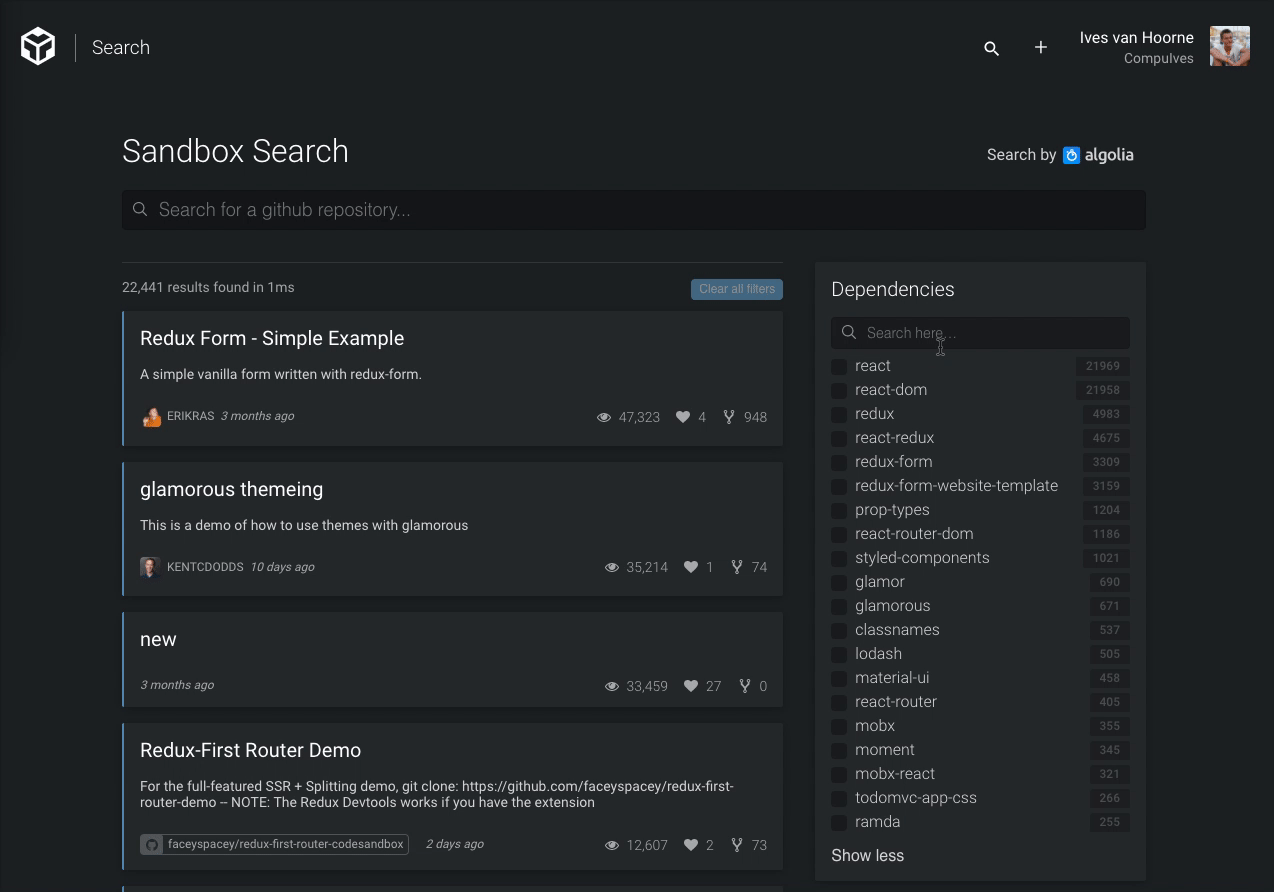 Search
Ives van Hoorne
Compulves
Sandbox Search
Search by algolia
Search for a github repository...
22,441 results found in 1ms
Clear all filters
Redux Form - Simple Example
A simple vanilla form written with redux-form.
ERIKRAS 3 months ago
47,323 4 948
glamorous themeing
This is a demo of how to use themes with glamorous
KENTCDODDS 10 days ago
35,214 1 74
new
3 months ago
33,459 27 0
Redux-First Router Demo
For the full-featured SSR + Splitting demo, git clone: https://github.com/faceyspacey/redux-first-
router-demo -- NOTE: The Redux Devtools works if you have the extension
faceyspacey/redux-first-router-codesandbox 2 days ago
12,607 2 73
Dependencies
Search here...
react 21969
react-dom 21958
redux 4983
react-redux 4675
redux-form 3309
redux-form-website-template 3159
prop-types 1204
react-router-dom 1186
styled-components 1021
glamor 690
glamorous 671
classnames 537
lodash 505
material-ui 458
react-router 405
mobx 355
moment 345
mobx-react 321
todomvc-app-css 266
ramda 255
Show less